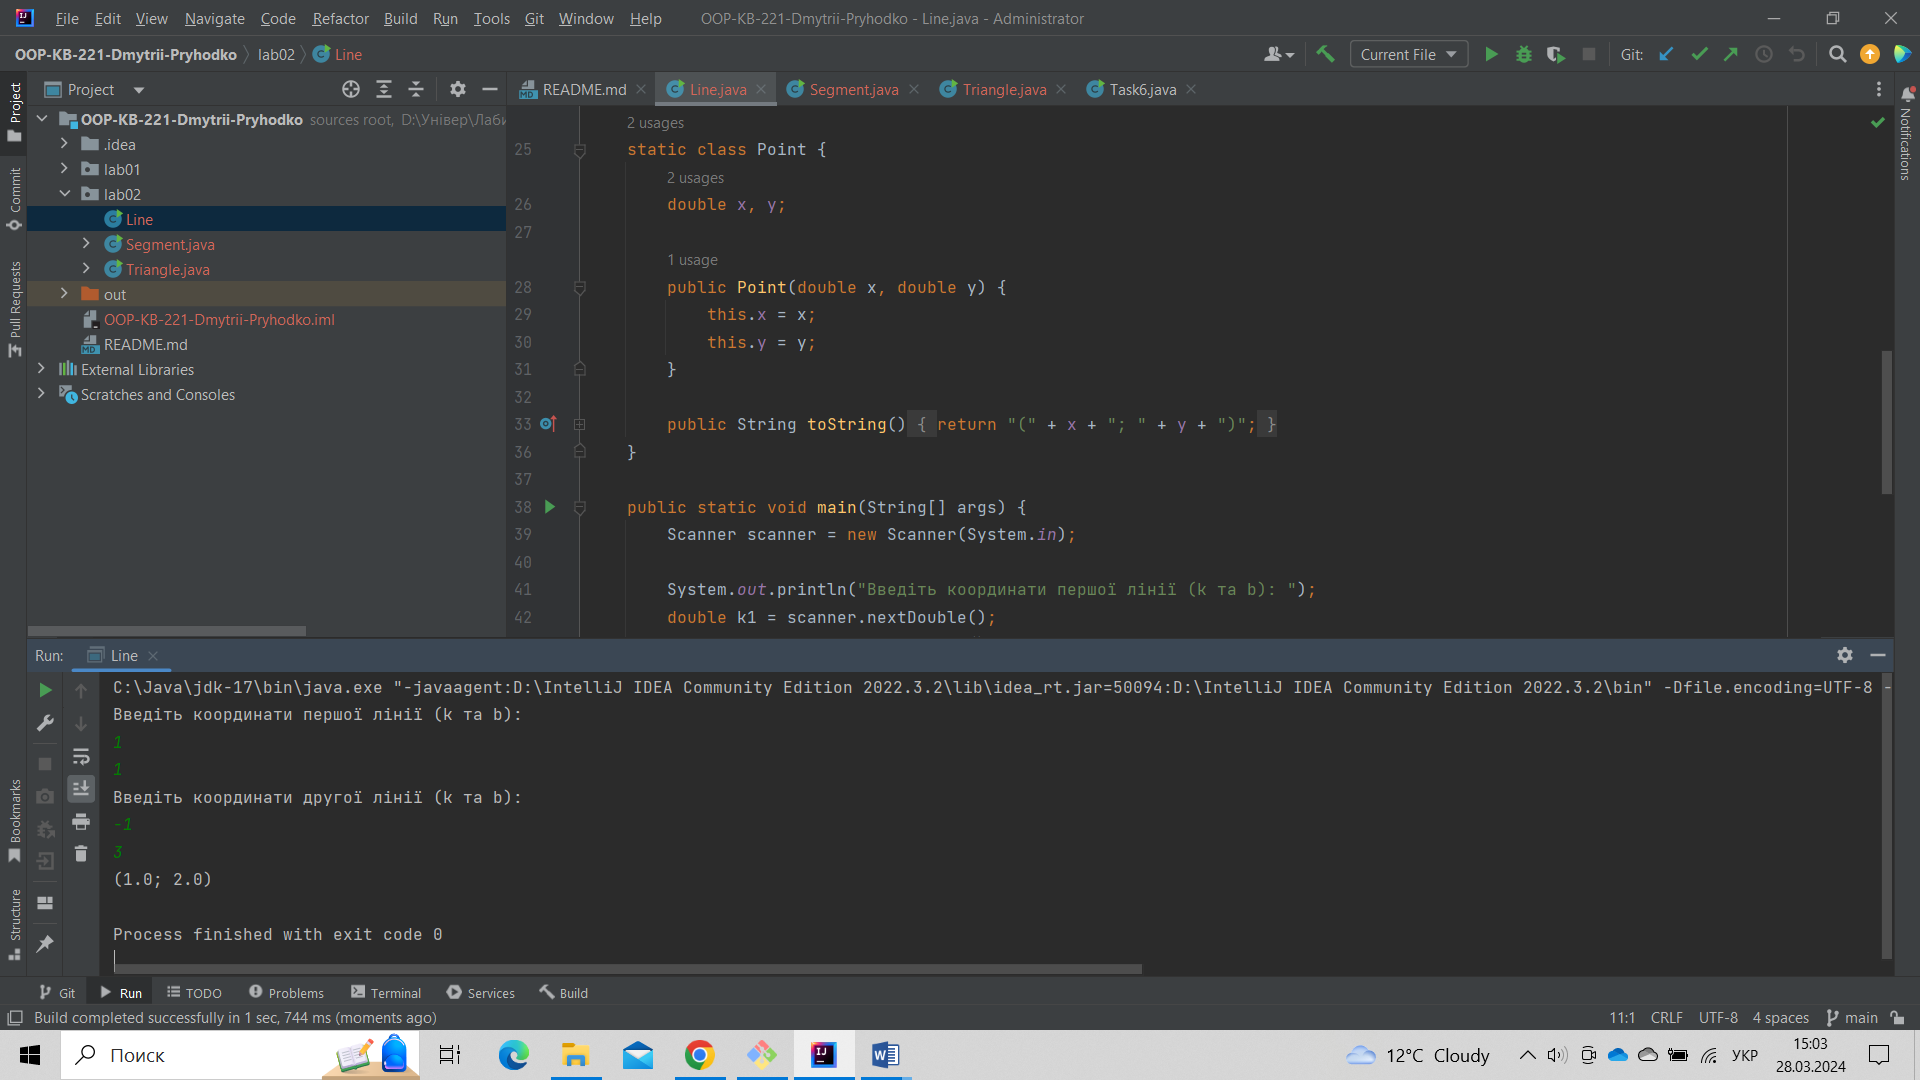 File Edit View Navigate Code Refactor Build Run Tools Git Window Help OOP-KB-221-Dmytrii-Pryhodko - Line.java - Administrator
OOP-KB-221-Dmytrii-Pryhodko lab02 Line Current File Git:
Project
README.md Line.java Segment.java Triangle.java Task6.java
OOP-KB-221-Dmytrii-Pryhodko sources root, D:\Універ\Лаби
.idea
lab01
lab02
Line
Segment.java
Triangle.java
out
OOP-KB-221-Dmytrii-Pryhodko.iml
README.md
External Libraries
Scratches and Consoles
Project
Commit
Pull Requests
Bookmarks
Structure
Notifications
2 usages
25 static class Point {
2 usages
26 double x, y;
27
1 usage
28 public Point(double x, double y) {
29 this.x = x;
30 this.y = y;
31 }
32
33 public String toString() { return "(" + x + "; " + y + ")"; }
36 }
37
38 public static void main(String[] args) {
39 Scanner scanner = new Scanner(System.in);
40
41 System.out.println("Введіть координати першої лінії (k та b): ");
42 double k1 = scanner.nextDouble();
Run: Line
C:\Java\jdk-17\bin\java.exe "-javaagent:D:\IntelliJ IDEA Community Edition 2022.3.2\lib\idea_rt.jar=50094:D:\IntelliJ IDEA Community Edition 2022.3.2\bin" -Dfile.encoding=UTF-8 -
Введіть координати першої лінії (k та b):
1
1
Введіть координати другої лінії (k та b):
-1
3
(1.0; 2.0)
Process finished with exit code 0
Git Run TODO Problems Terminal Services Build
Build completed successfully in 1 sec, 744 ms (moments ago) 11:1 CRLF UTF-8 4 spaces main
Поиск 12°C Cloudy УКР 15:03
28.03.2024